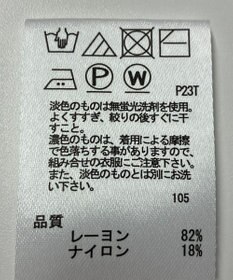 P W
P23T
淡色のものは無蛍光洗剤を使用。
よくすすぎ、絞りの後すぐに干
すこと。
濃色のものは、着用による摩擦
で色落ちする事がありますので、
組み合せの衣服にご注意下さい。
また、淡色のものとは別にお洗
い下さい。
105
品質
レーヨン 82%
ナイロン 18%